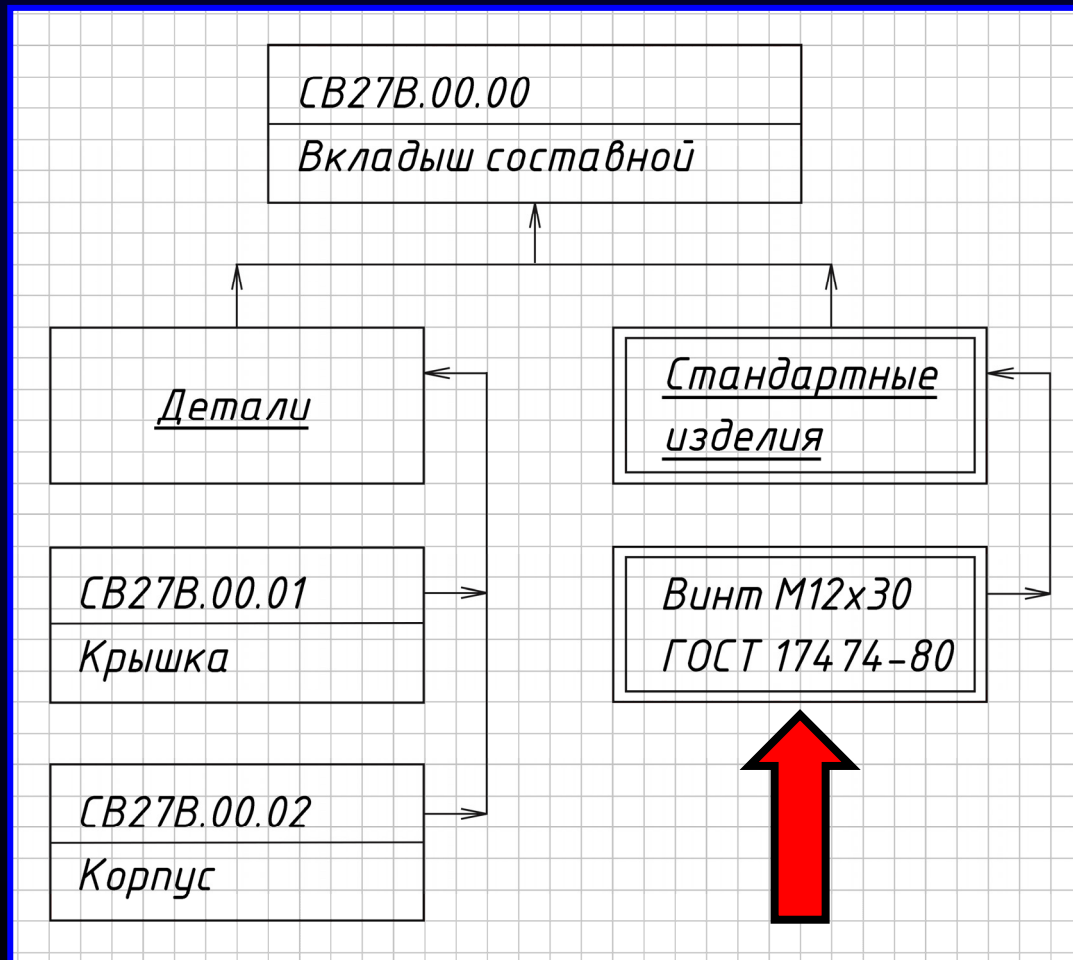 СВ27В.00.00
Вкладыш составной
Детали
Стандартные
изделия
СВ27В.00.01
Крышка
Винт М12х30
ГОСТ 17474-80
СВ27В.00.02
Корпус